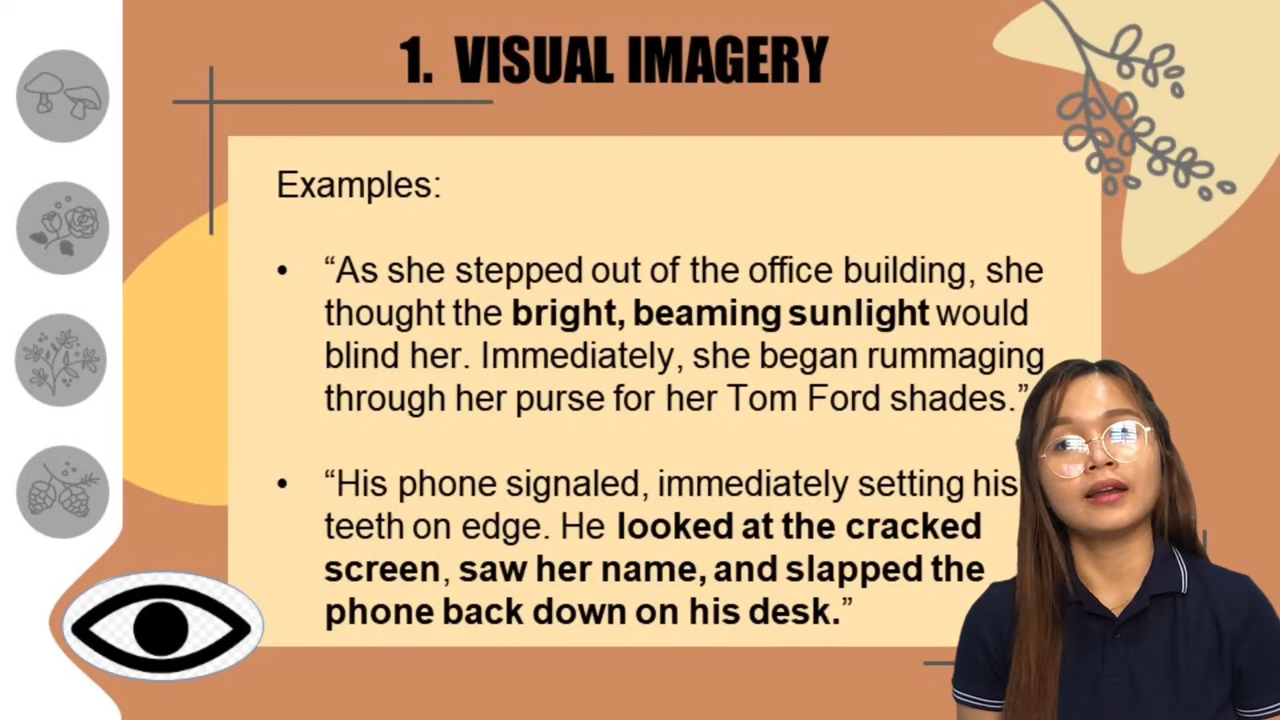 1. VISUAL IMAGERY
Examples:
• “As she stepped out of the office building, she
thought the bright, beaming sunlight would
blind her. Immediately, she began rummaging
through her purse for her Tom Ford shades.”
• “His phone signaled, immediately setting his
teeth on edge. He looked at the cracked
screen, saw her name, and slapped the
phone back down on his desk.”